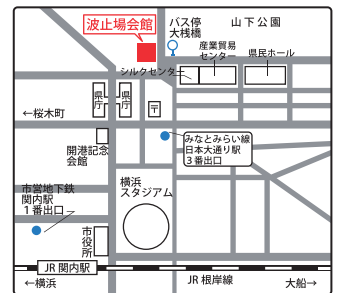 波止場会館
バス停
大桟橋
山下公園
産業貿易
センター
県民ホール
シルクセンター
県庁
県庁
〒
←桜木町
みなとみらい線
日本大通り駅
3番出口
開港記念
会館
横浜
スタジアム
市営地下鉄
関内駅
1番出口
市役所
JR関内駅
JR根岸線
←横浜
大船→